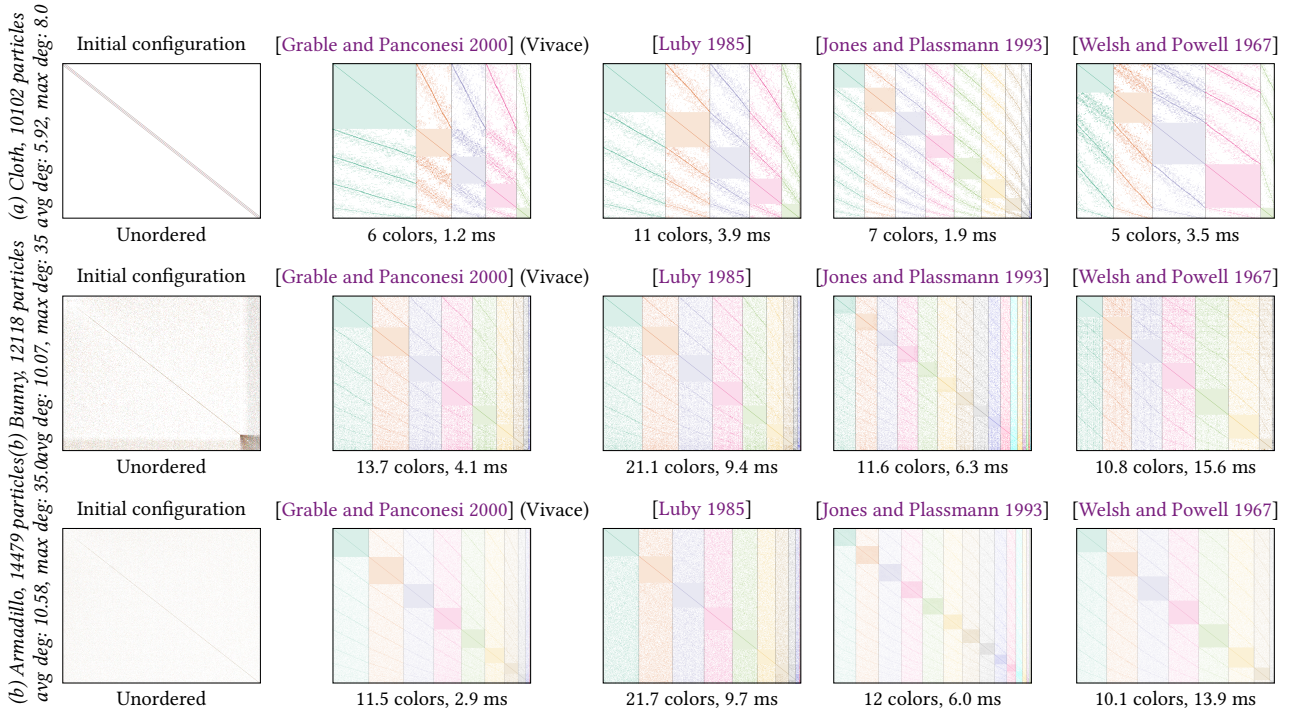 (a) Cloth, 10102 particles
avg deg: 5.92, max deg: 8.0
Initial configuration
[Grable and Panconesi 2000] (Vivace)
[Luby 1985]
[Jones and Plassmann 1993]
[Welsh and Powell 1967]
Unordered
6 colors, 1.2 ms
11 colors, 3.9 ms
7 colors, 1.9 ms
5 colors, 3.5 ms
(b) Bunny, 12118 particles
avg deg: 10.07, max deg: 35
Initial configuration
[Grable and Panconesi 2000] (Vivace)
[Luby 1985]
[Jones and Plassmann 1993]
[Welsh and Powell 1967]
Unordered
13.7 colors, 4.1 ms
21.1 colors, 9.4 ms
11.6 colors, 6.3 ms
10.8 colors, 15.6 ms
(b) Armadillo, 14479 particles
avg deg: 10.58, max deg: 35.0
Initial configuration
[Grable and Panconesi 2000] (Vivace)
[Luby 1985]
[Jones and Plassmann 1993]
[Welsh and Powell 1967]
Unordered
11.5 colors, 2.9 ms
21.7 colors, 9.7 ms
12 colors, 6.0 ms
10.1 colors, 13.9 ms